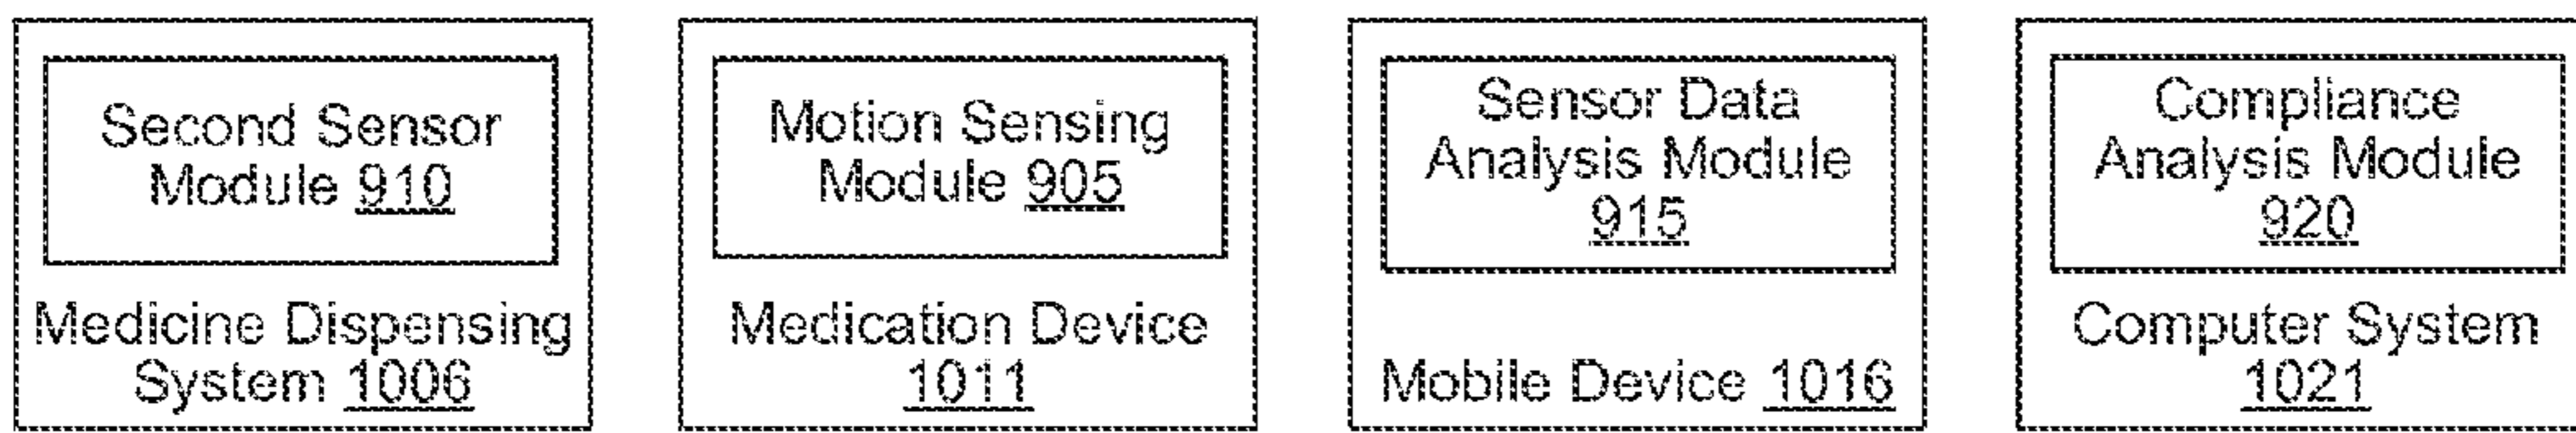 Second Sensor
Module 910
Medicine Dispensing
System 1006
Motion Sensing
Module 905
Medication Device
1011
Sensor Data
Analysis Module
915
Mobile Device 1016
Compliance
Analysis Module
920
Computer System
1021